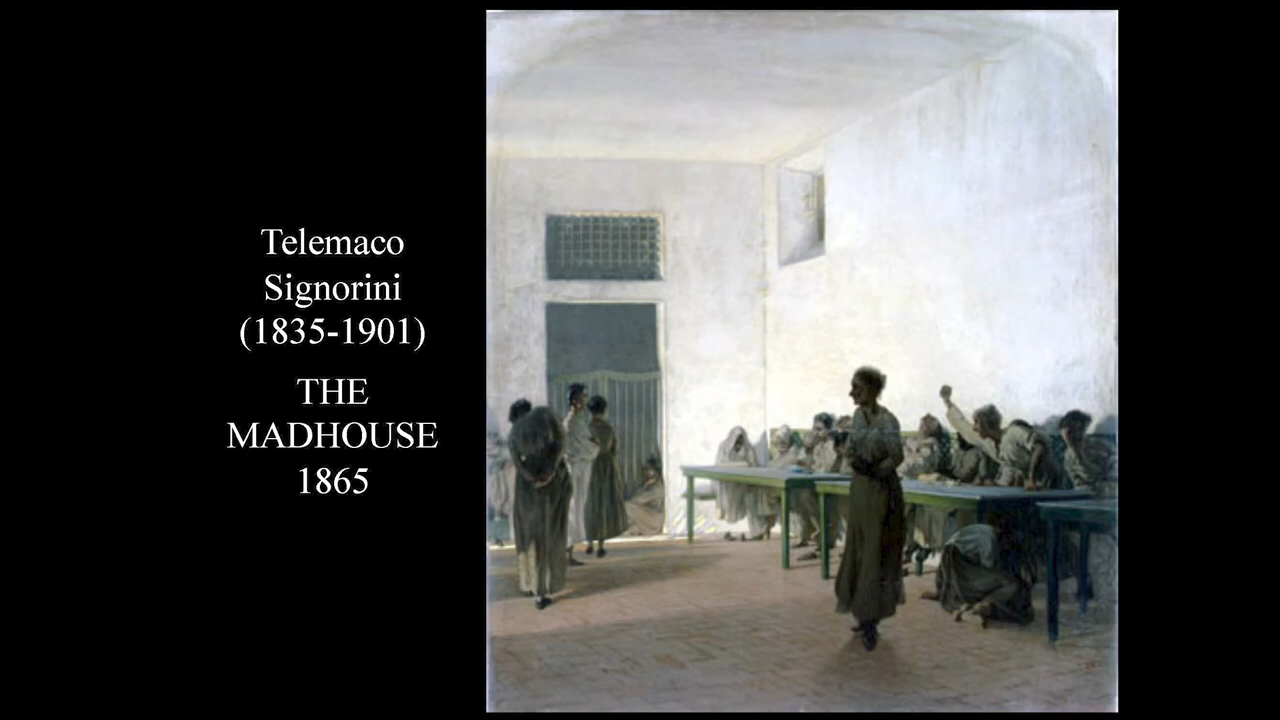 Telemaco
Signorini
(1835-1901)
THE
MADHOUSE
1865